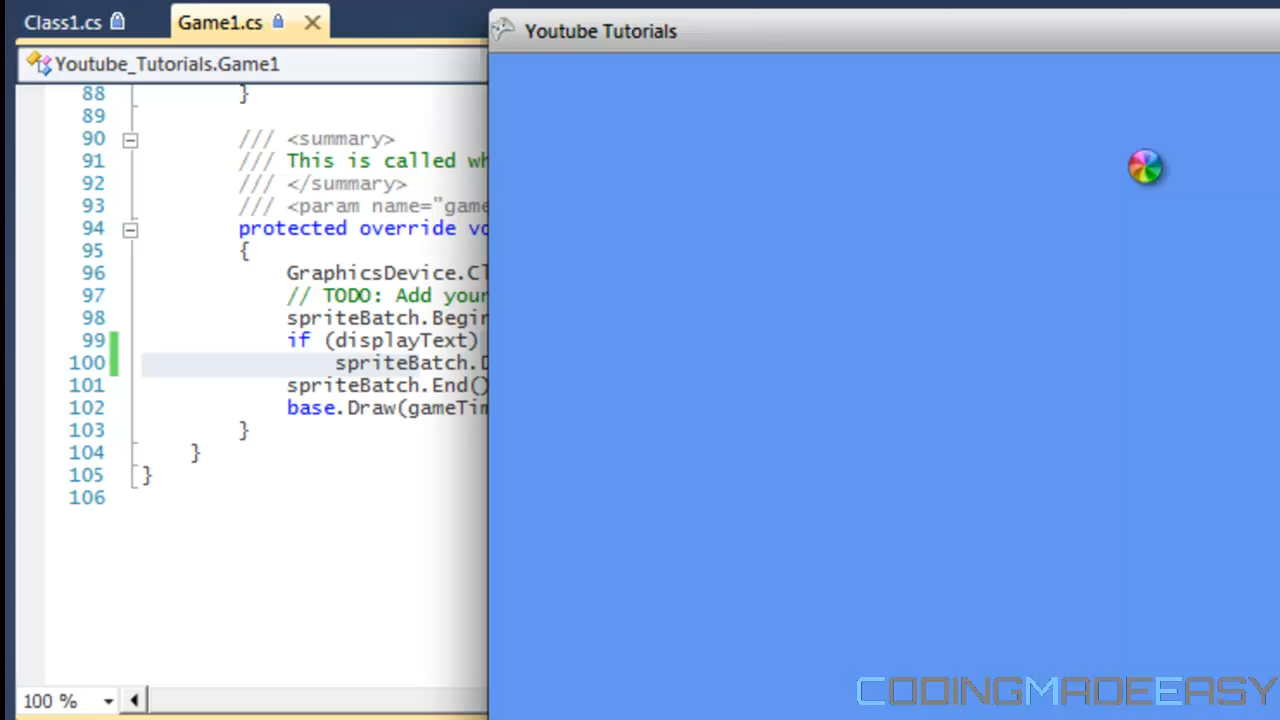 Class1.cs
Game1.cs
Youtube Tutorials
Youtube_Tutorials.Game1
88 }
89
90 /// <summary>
91 /// This is called wh
92 /// </summary>
93 /// <param name="game
94 protected override vo
95 {
96 GraphicsDevice.Cl
97 // TODO: Add your
98 spriteBatch.Begin
99 if (displayText)
100 spriteBatch.D
101 spriteBatch.End()
102 base.Draw(gameTim
103 }
104 }
105 }
106
100 %
CODINGMADEEASY